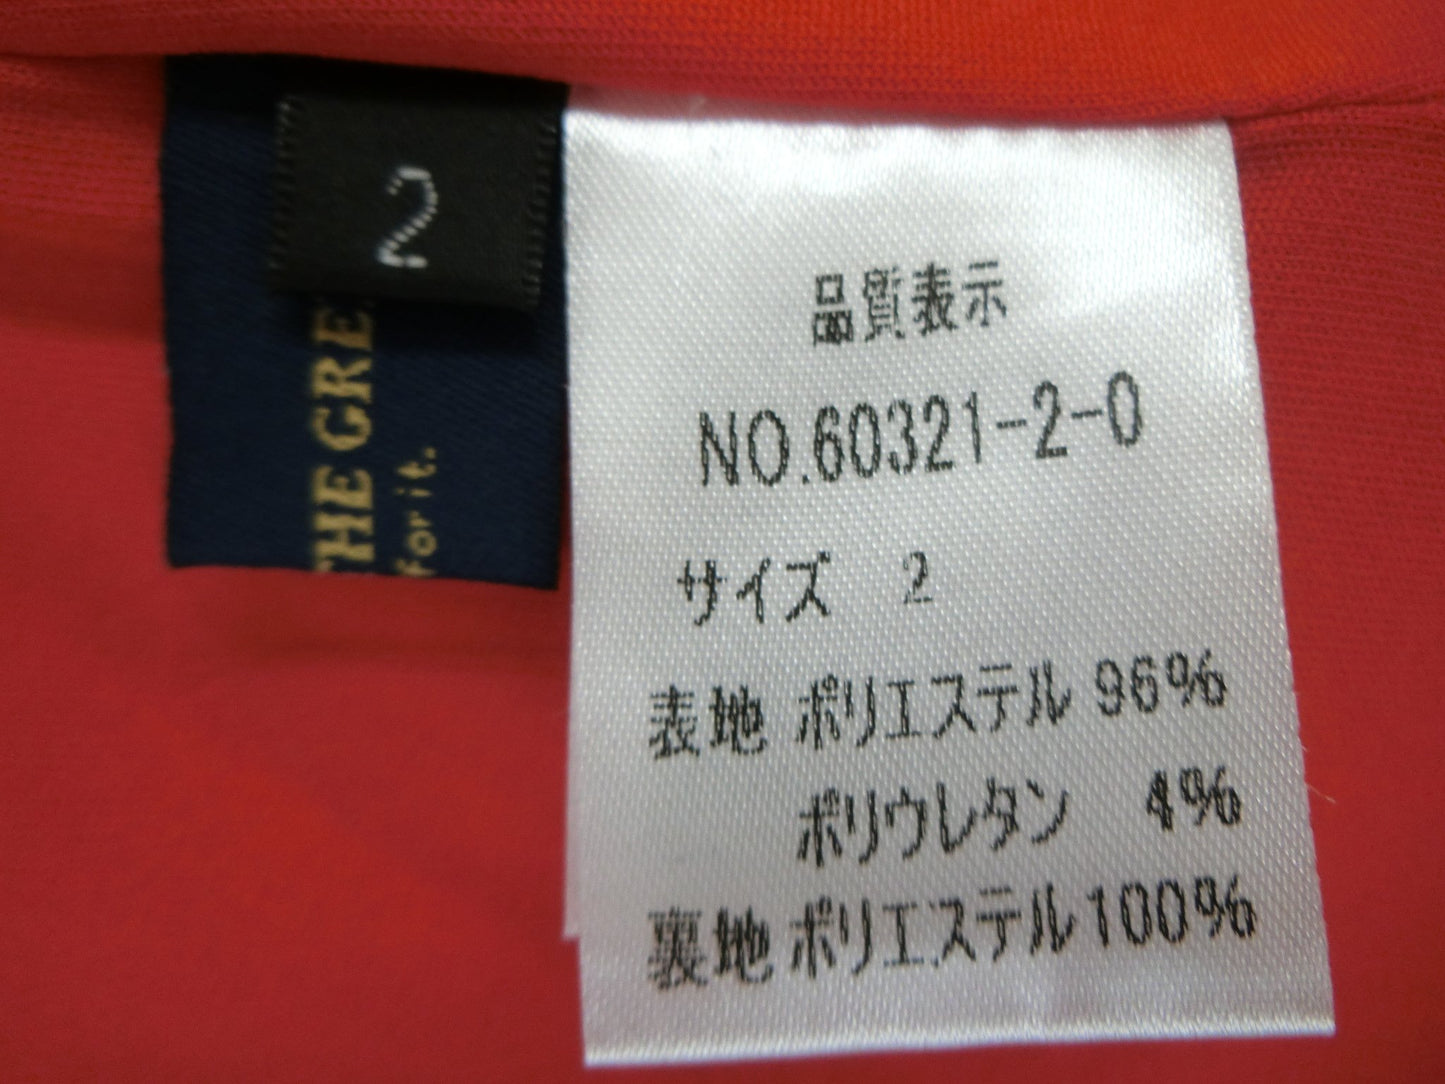 2
THE GRE
for it.
品質表示
NO.60321-2-0
サイズ 2
表地 ポリエステル 96%
ポリウレタン 4%
裏地 ポリエステル100%